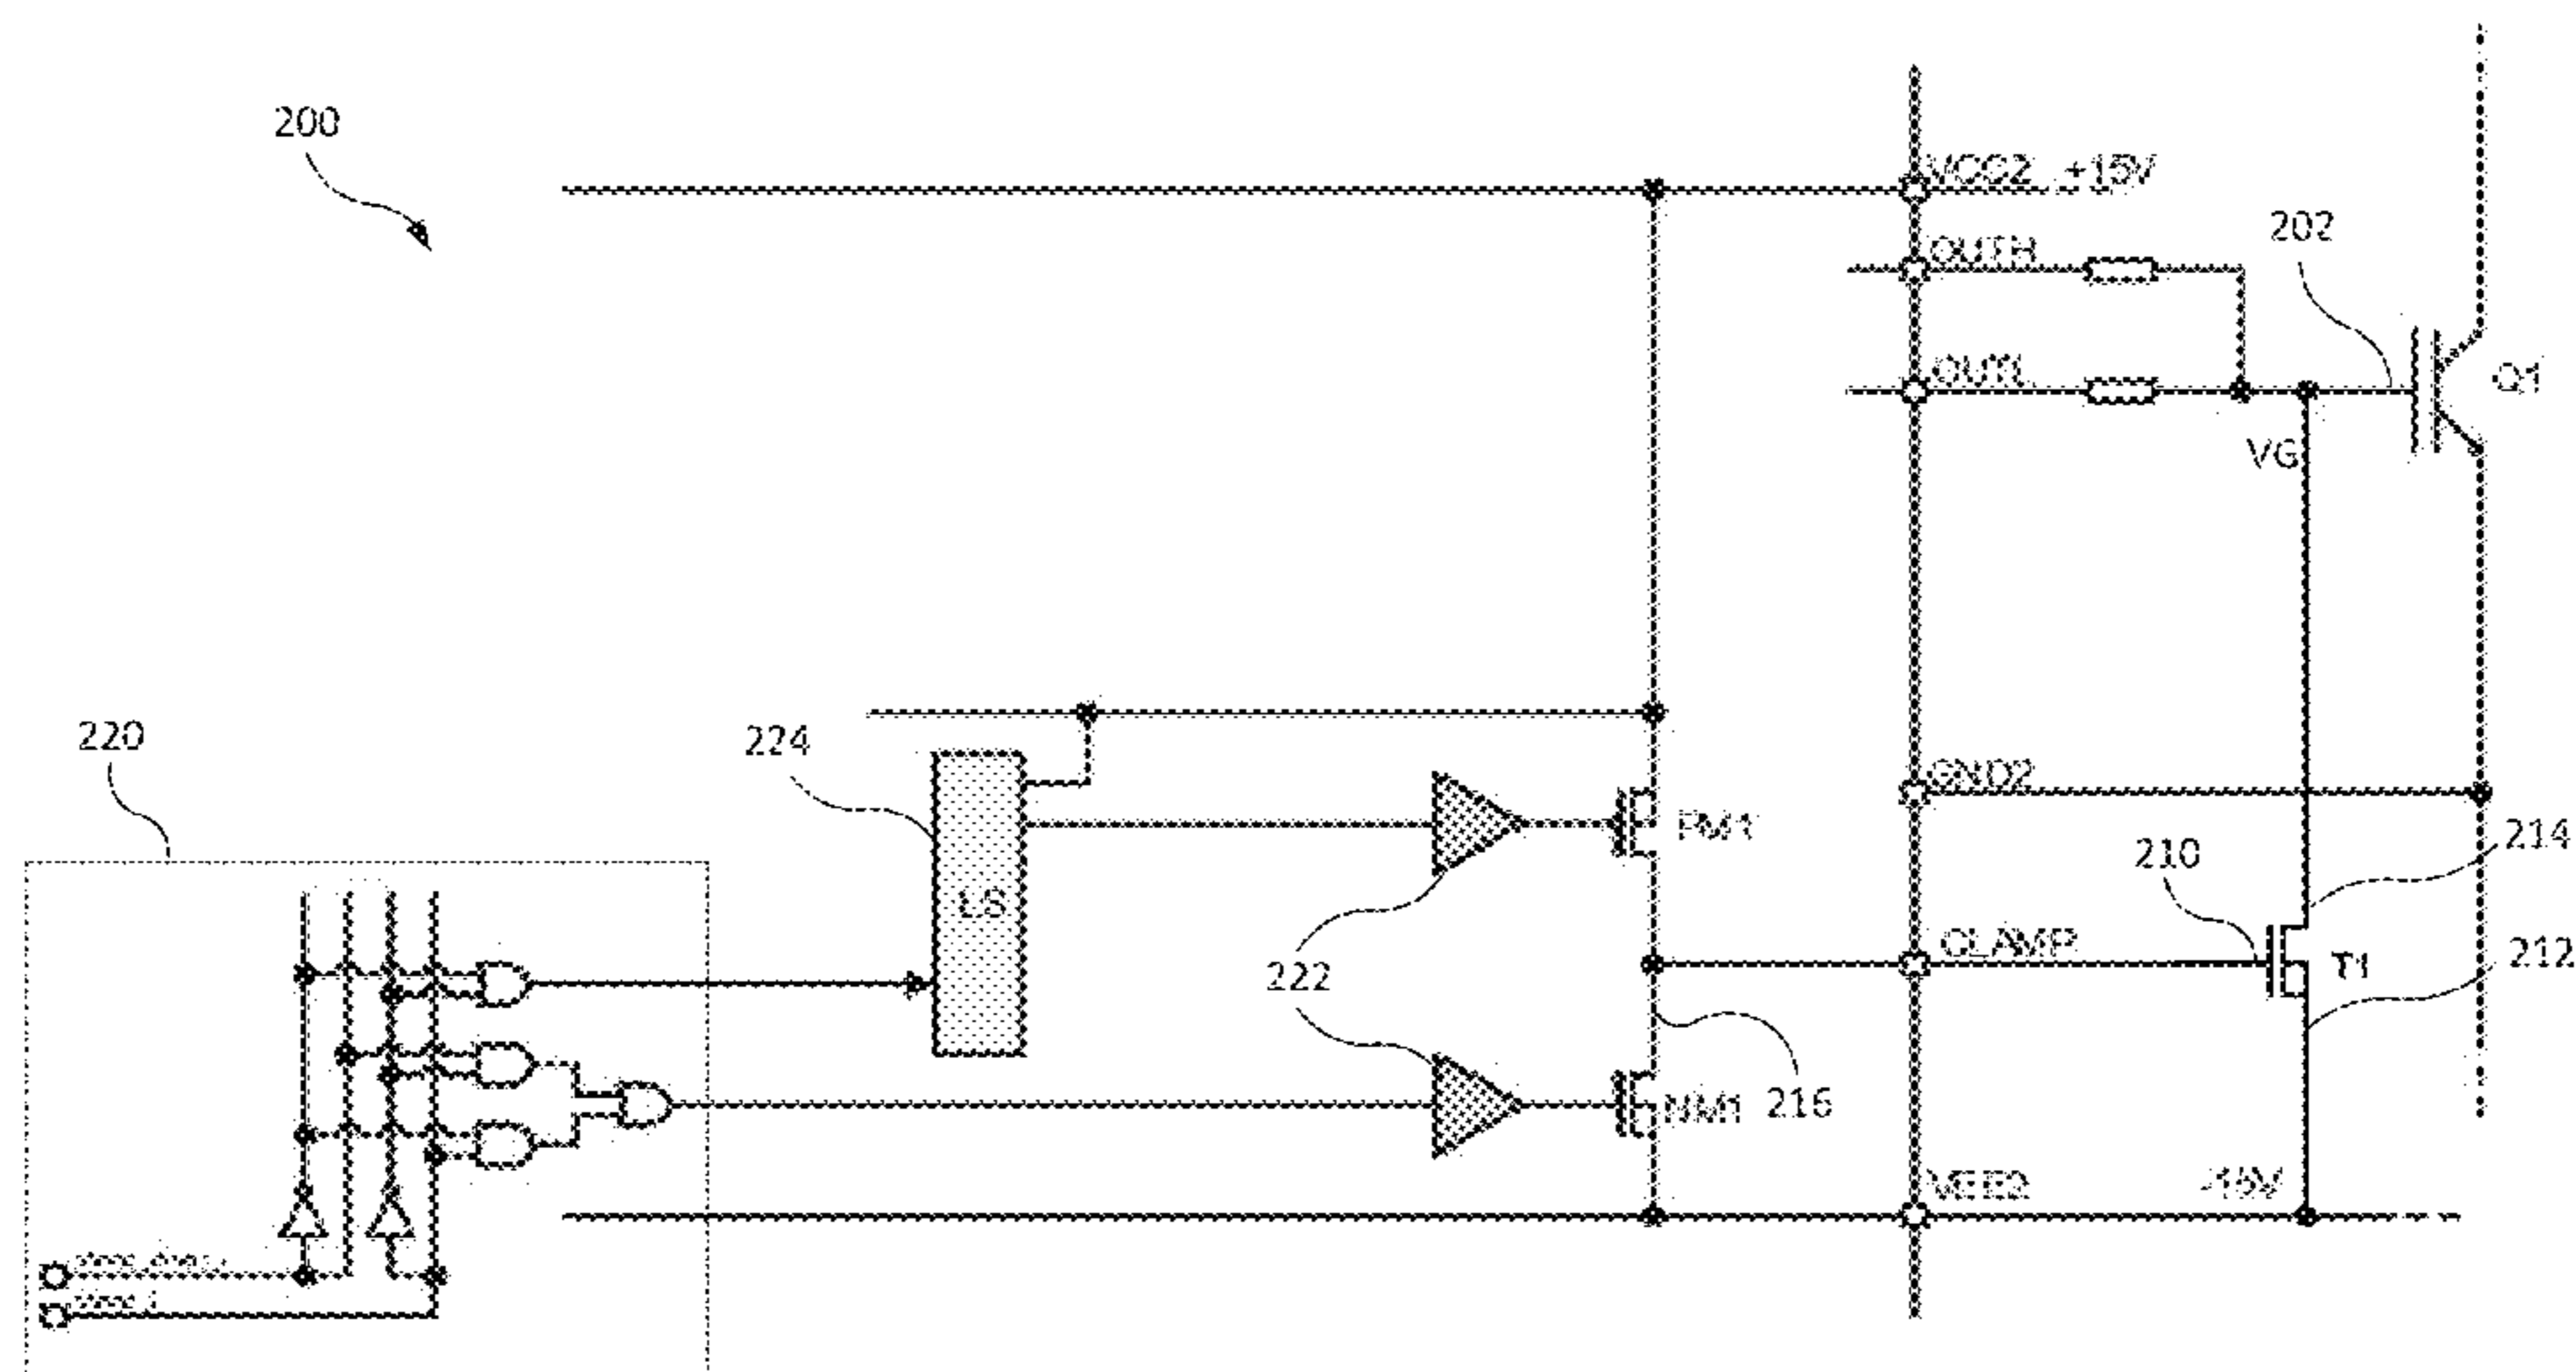 200
VCC2 +15V
OUTH
202
OUTL
Q1
VG
220
224
GND2
PM1
214
210
LS
CLAMP
222
T1
212
NM1
216
VEE2 -15V